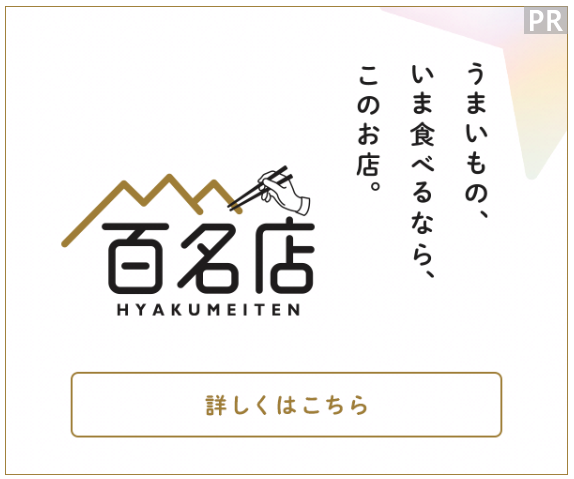 PR
うまいもの、
いま食べるなら、
このお店。
百名店
HYAKUMEITEN
詳しくはこちら